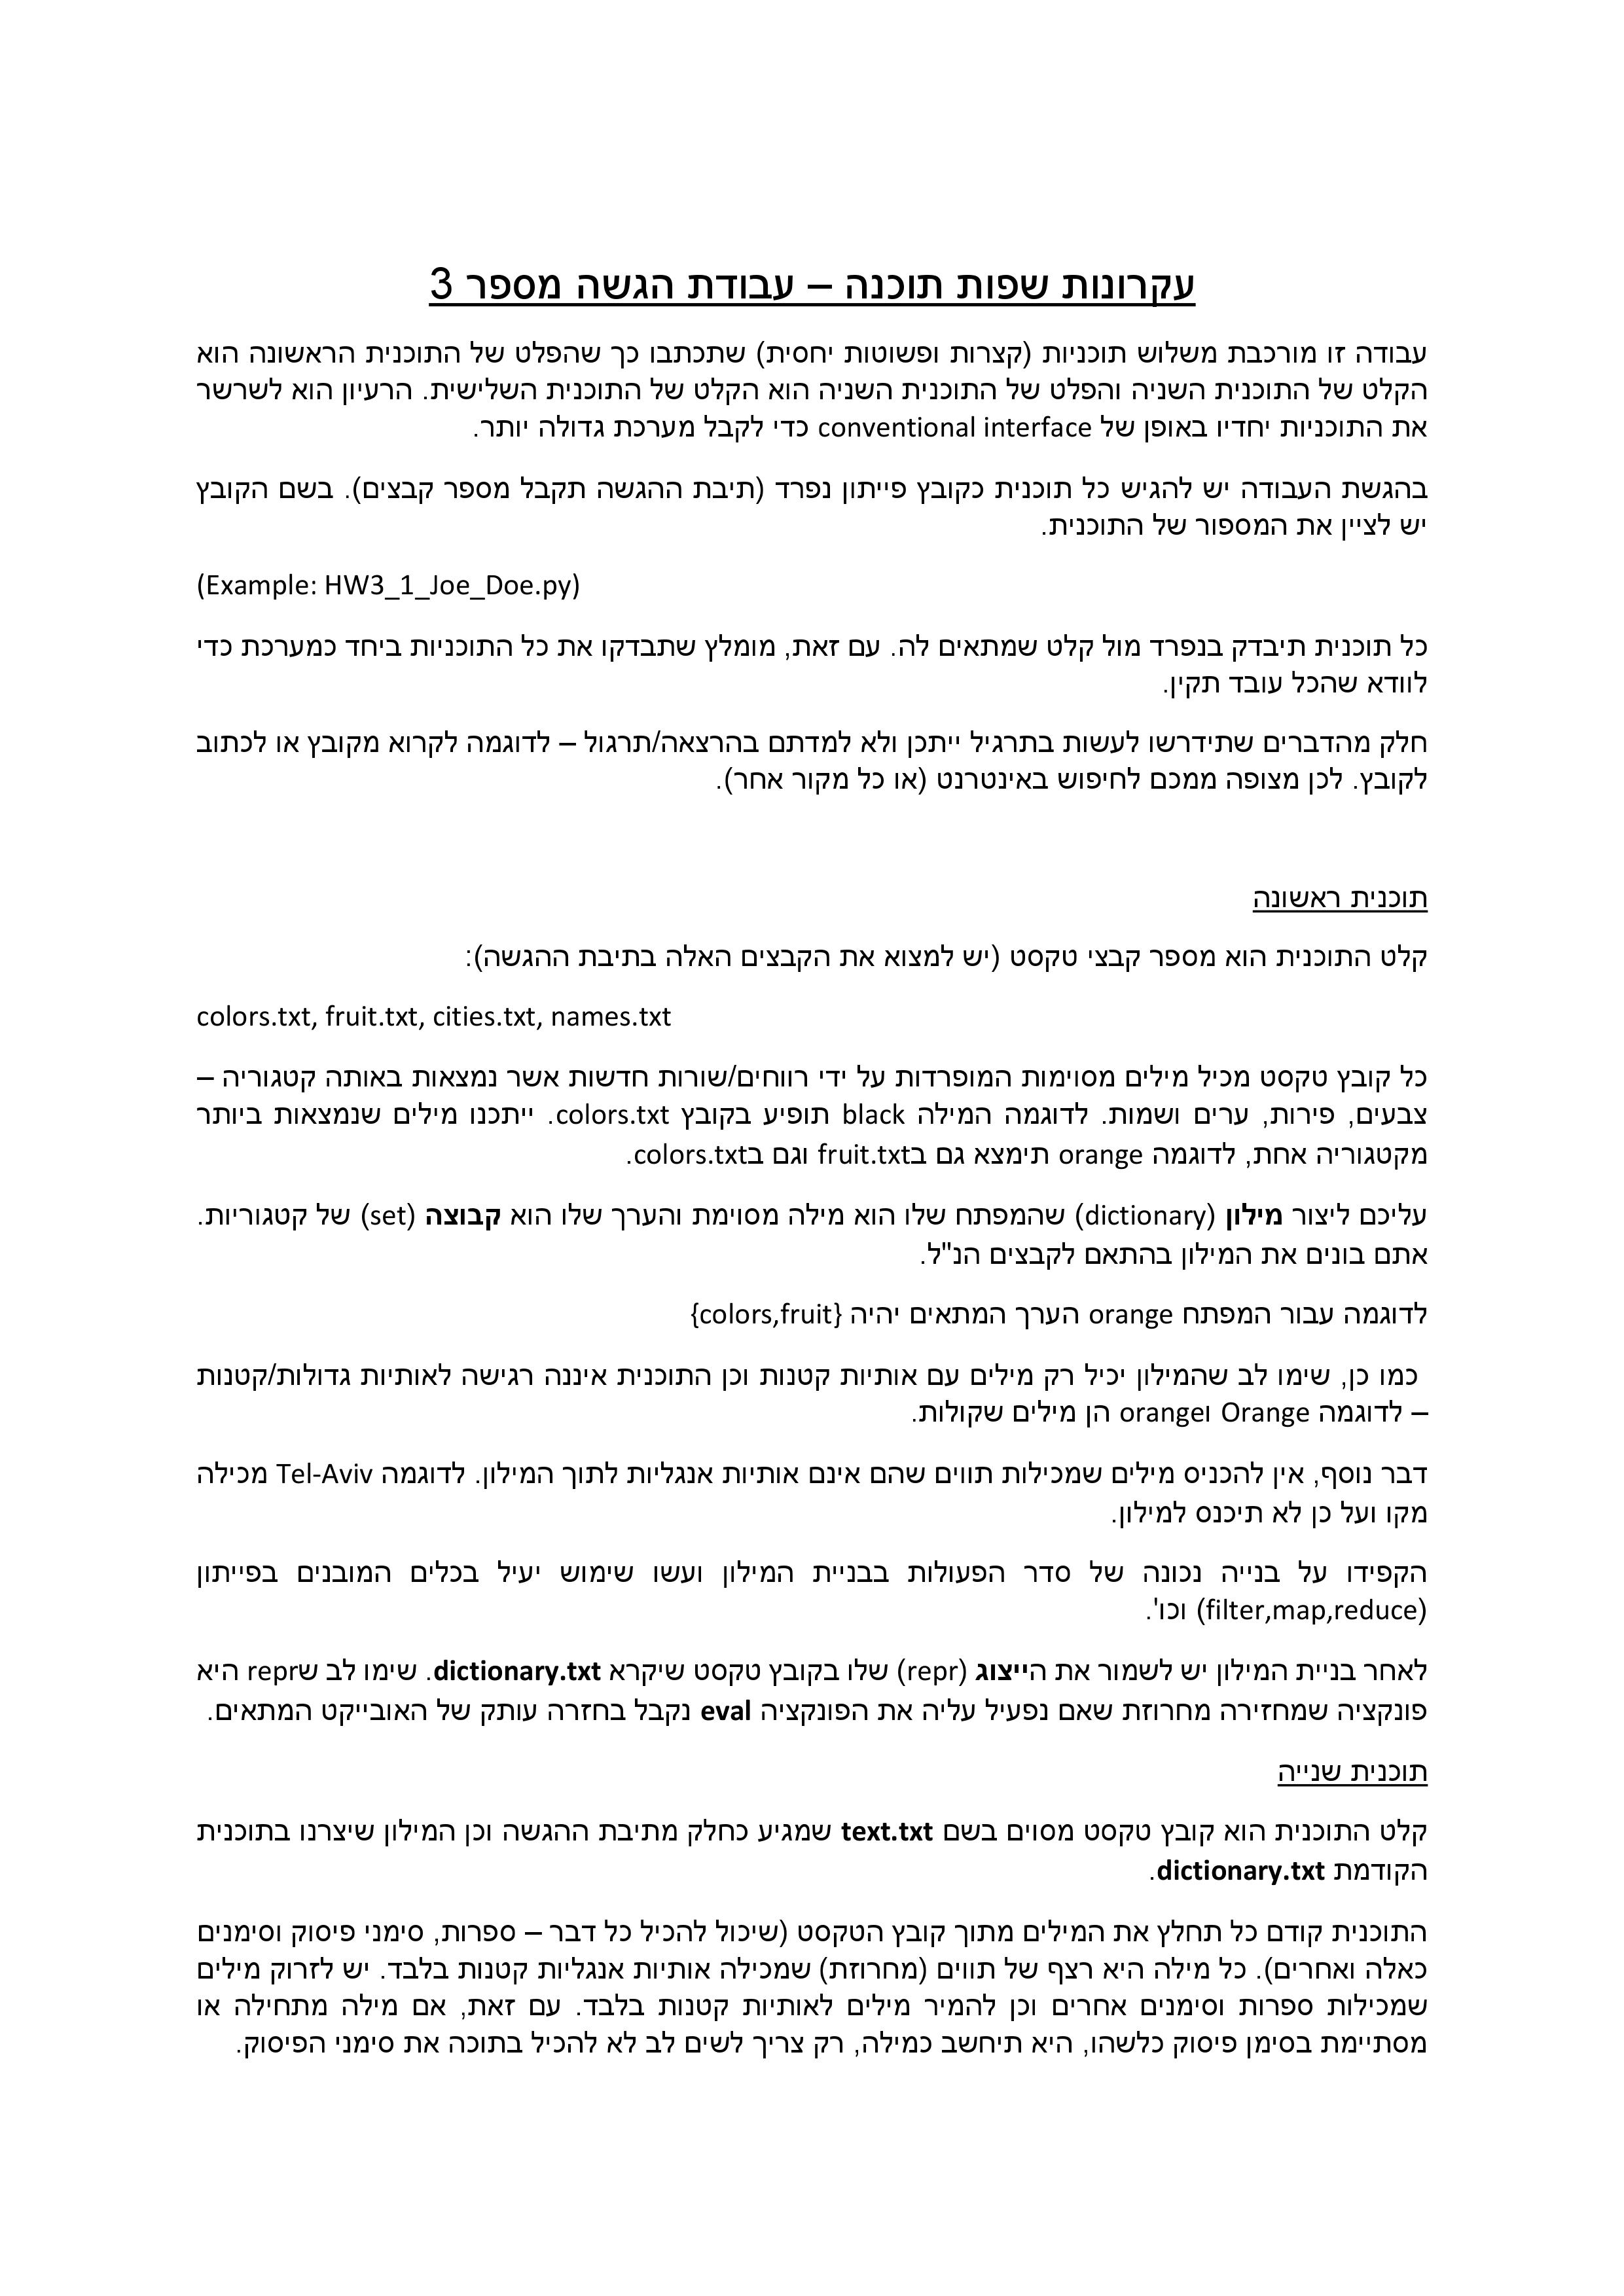 עקרונות שפות תוכנה – עבודת הגשה מספר 3
עבודה זו מורכבת משלוש תוכניות (קצרות ופשוטות יחסית) שתכתבו כך שהפלט של התוכנית הראשונה הוא
הקלט של התוכנית השניה והפלט של התוכנית השניה הוא הקלט של התוכנית השלישית. הרעיון הוא לשרשר
את התוכניות יחדיו באופן של conventional interface כדי לקבל מערכת גדולה יותר.
בהגשת העבודה יש להגיש כל תוכנית כקובץ פייתון נפרד (תיבת ההגשה תקבל מספר קבצים). בשם הקובץ
יש לציין את המספור של התוכנית.
(Example: HW3_1_Joe_Doe.py)
כל תוכנית תיבדק בנפרד מול קלט שמתאים לה. עם זאת, מומלץ שתבדקו את כל התוכניות ביחד כמערכת כדי
לוודא שהכל עובד תקין.
חלק מהדברים שתידרשו לעשות בתרגיל ייתכן ולא למדתם בהרצאה/תרגול – לדוגמה לקרוא מקובץ או לכתוב
לקובץ. לכן מצופה ממכם לחיפוש באינטרנט (או כל מקור אחר).
תוכנית ראשונה
קלט התוכנית הוא מספר קבצי טקסט (יש למצוא את הקבצים האלה בתיבת ההגשה):
colors.txt, fruit.txt, cities.txt, names.txt
כל קובץ טקסט מכיל מילים מסוימות המופרדות על ידי רווחים/שורות חדשות אשר נמצאות באותה קטגוריה –
צבעים, פירות, ערים ושמות. לדוגמה המילה black תופיע בקובץ colors.txt. ייתכנו מילים שנמצאות ביותר
מקטגוריה אחת, לדוגמה orange תימצא גם בfruit.txt וגם בcolors.txt.
עליכם ליצור מילון (dictionary) שהמפתח שלו הוא מילה מסוימת והערך שלו הוא קבוצה (set) של קטגוריות.
אתם בונים את המילון בהתאם לקבצים הנ"ל.
לדוגמה עבור המפתח orange הערך המתאים יהיה {colors,fruit}
כמו כן, שימו לב שהמילון יכיל רק מילים עם אותיות קטנות וכן התוכנית איננה רגישה לאותיות גדולות/קטנות
– לדוגמה Orange וorange הן מילים שקולות.
דבר נוסף, אין להכניס מילים שמכילות תווים שהם אינם אותיות אנגליות לתוך המילון. לדוגמה Tel-Aviv מכילה
מקו ועל כן לא תיכנס למילון.
הקפידו על בנייה נכונה של סדר הפעולות בבניית המילון ועשו שימוש יעיל בכלים המובנים בפייתון
(filter,map,reduce) וכו'.
לאחר בניית המילון יש לשמור את הייצוג (repr) שלו בקובץ טקסט שיקרא dictionary.txt. שימו לב שrepr היא
פונקציה שמחזירה מחרוזת שאם נפעיל עליה את הפונקציה eval נקבל בחזרה עותק של האובייקט המתאים.
תוכנית שנייה
קלט התוכנית הוא קובץ טקסט מסוים בשם text.txt שמגיע כחלק מתיבת ההגשה וכן המילון שיצרנו בתוכנית
הקודמת dictionary.txt.
התוכנית קודם כל תחלץ את המילים מתוך קובץ הטקסט (שיכול להכיל כל דבר – ספרות, סימני פיסוק וסימנים
כאלה ואחרים). כל מילה היא רצף של תווים (מחרוזת) שמכילה אותיות אנגליות קטנות בלבד. יש לזרוק מילים
שמכילות ספרות וסימנים אחרים וכן להמיר מילים לאותיות קטנות בלבד. עם זאת, אם מילה מתחילה או
מסתיימת בסימן פיסוק כלשהו, היא תיחשב כמילה, רק צריך לשים לב לא להכיל בתוכה את סימני הפיסוק.